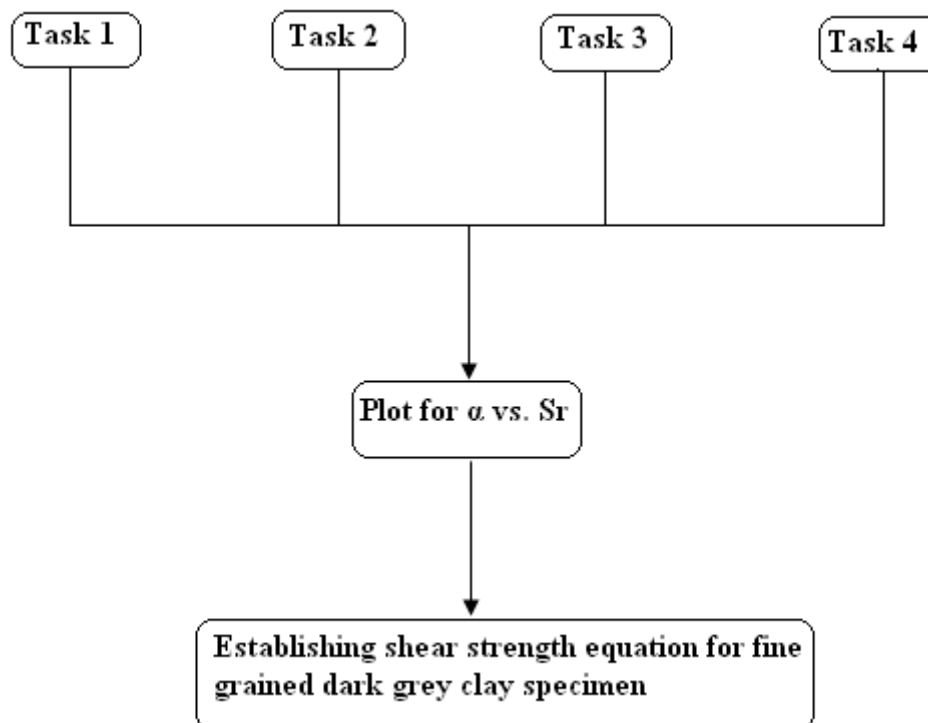 Task 1
Task 2
Task 3
Task 4
Plot for α vs. Sr
Establishing shear strength equation for fine
grained dark grey clay specimen